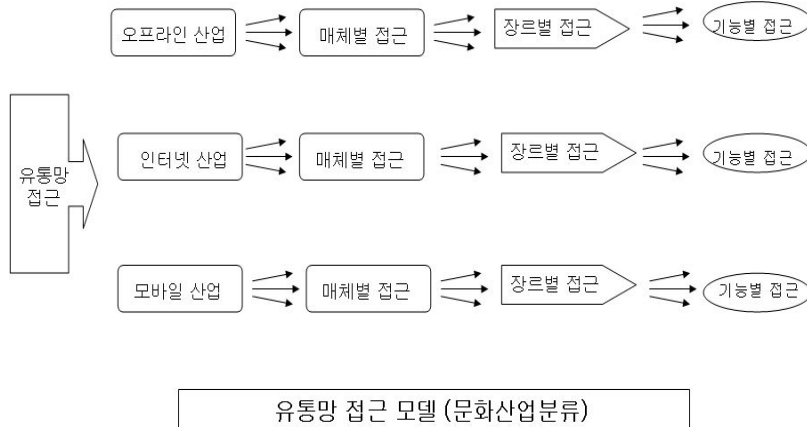 오프라인 산업 매체별 접근 장르별 접근 기능별 접근
유통망
접근
인터넷 산업 매체별 접근 장르별 접근 기능별 접근
모바일 산업 매체별 접근 장르별 접근 기능별 접근
유통망 접근 모델 (문화산업분류)